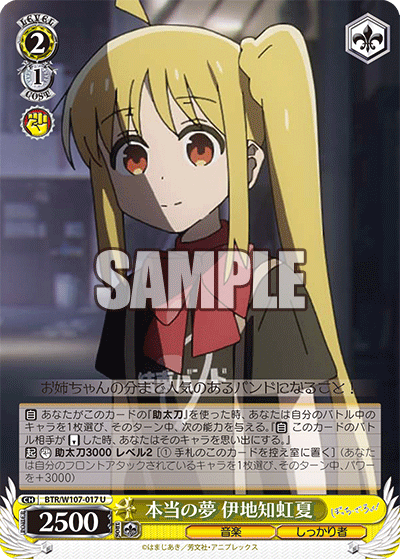 LEVEL
2
1
COST
SAMPLE
お姉ちゃんの分まで人気のあるバンドになること！
【自】 あなたがこのカードの「助太刀」を使った時、あなたは自分のバトル中の
キャラを1枚選び、そのターン中、次の能力を与える。『【自】 このカードのバト
ル相手が した時、あなたはそのキャラを思い出にする。』
【起】 助太刀3000 レベル2 [① 手札のこのカードを控え室に置く] （あなた
は自分のフロントアタックされているキャラを1枚選び、そのターン中、パワー
を+3000）
CH BTR/W107-017 U
2500
本当の夢 伊地知虹夏
ぼっち・ざ・ろっく！
音楽 しっかり者
©はまじあき／芳文社・アニプレックス